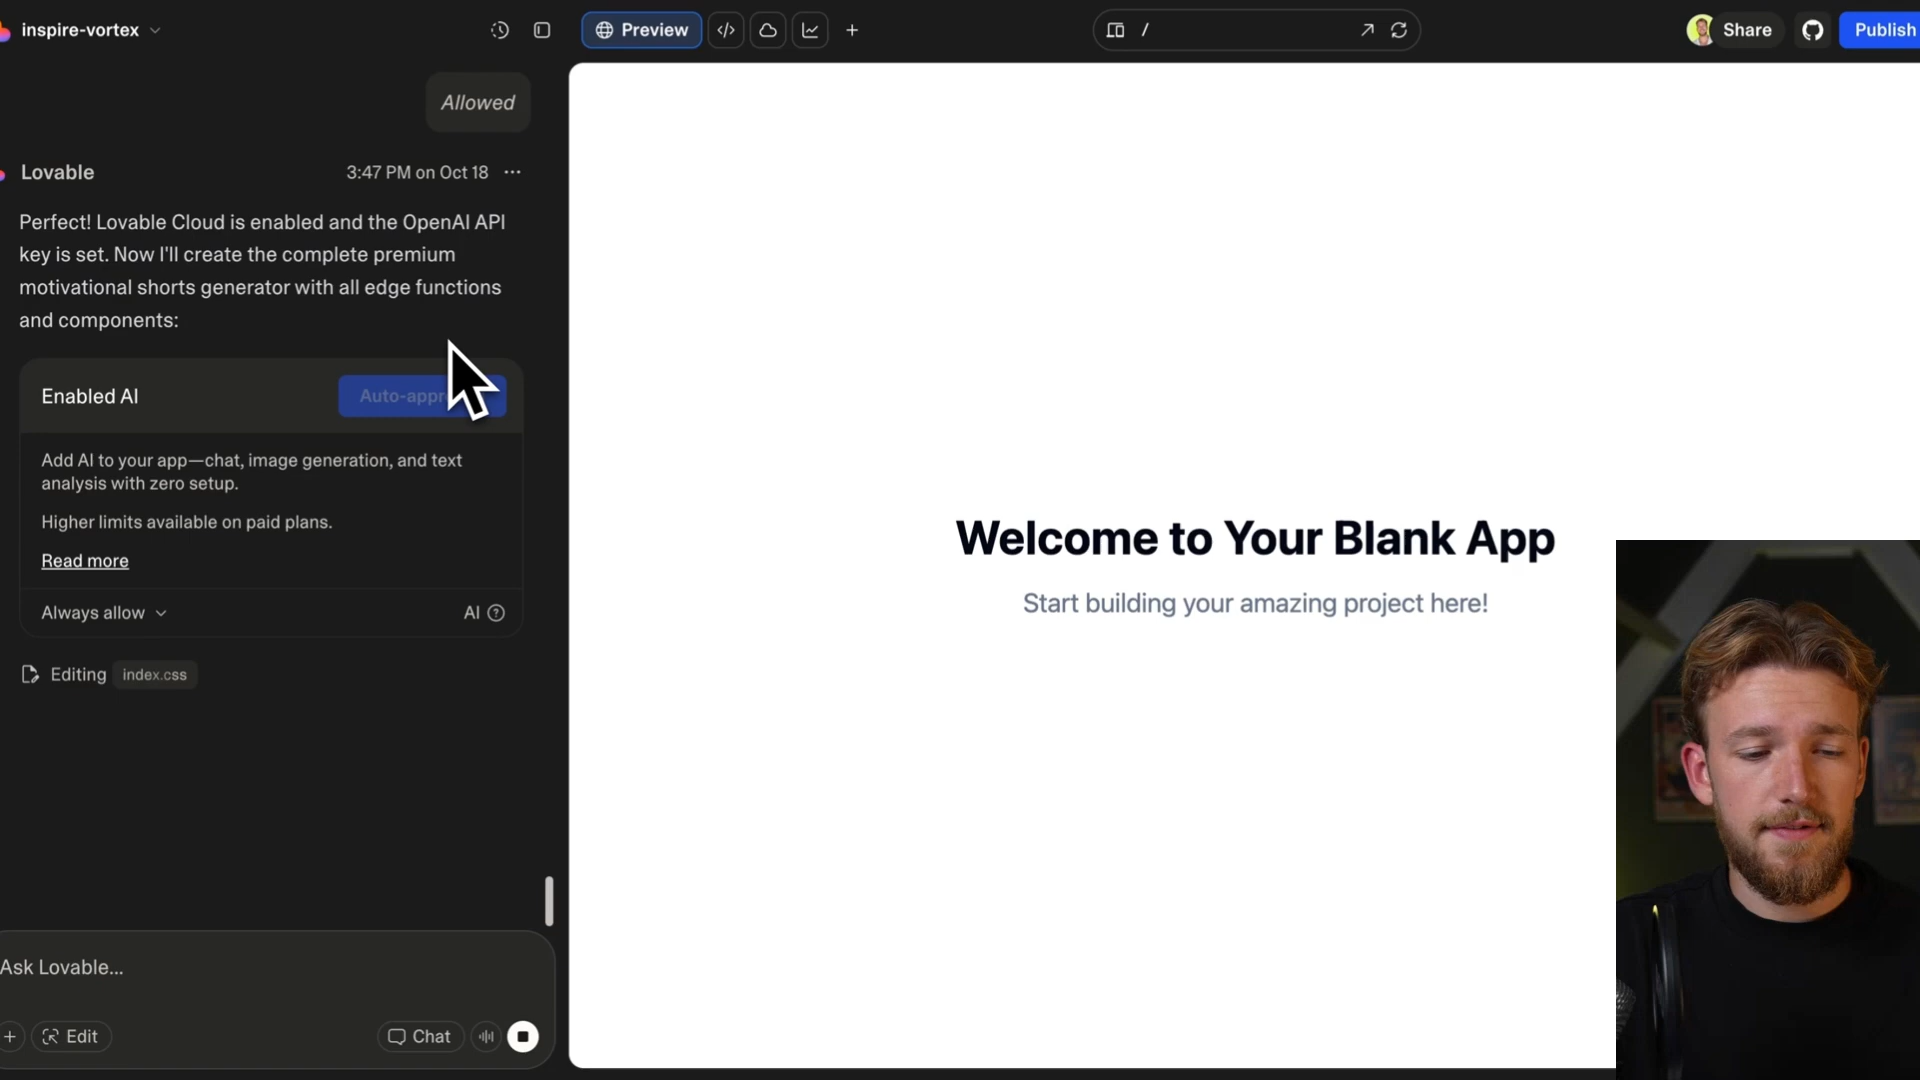 inspire-vortex
Preview
/
Share
Publish
Allowed
Lovable
3:47 PM on Oct 18
Perfect! Lovable Cloud is enabled and the OpenAI API
key is set. Now I'll create the complete premium
motivational shorts generator with all edge functions
and components:
Enabled AI
Add AI to your app—chat, image generation, and text
analysis with zero setup.
Higher limits available on paid plans.
Read more
Always allow
AI
Editing index.css
Ask Lovable...
Edit
Chat
Welcome to Your Blank App
Start building your amazing project here!